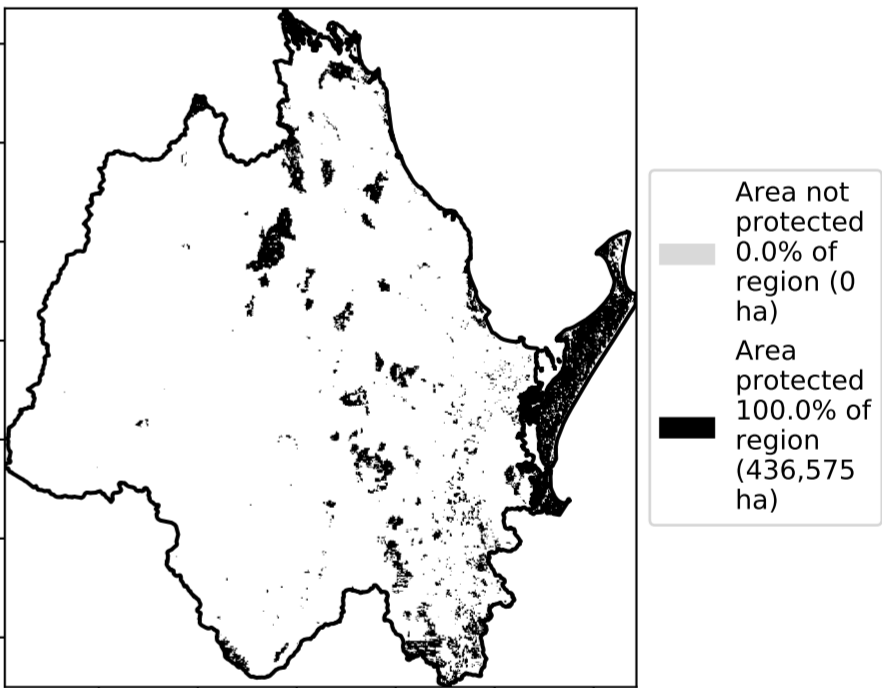 Area not
protected
0.0% of
region (0
ha)
Area
protected
100.0% of
region
(436,575
ha)